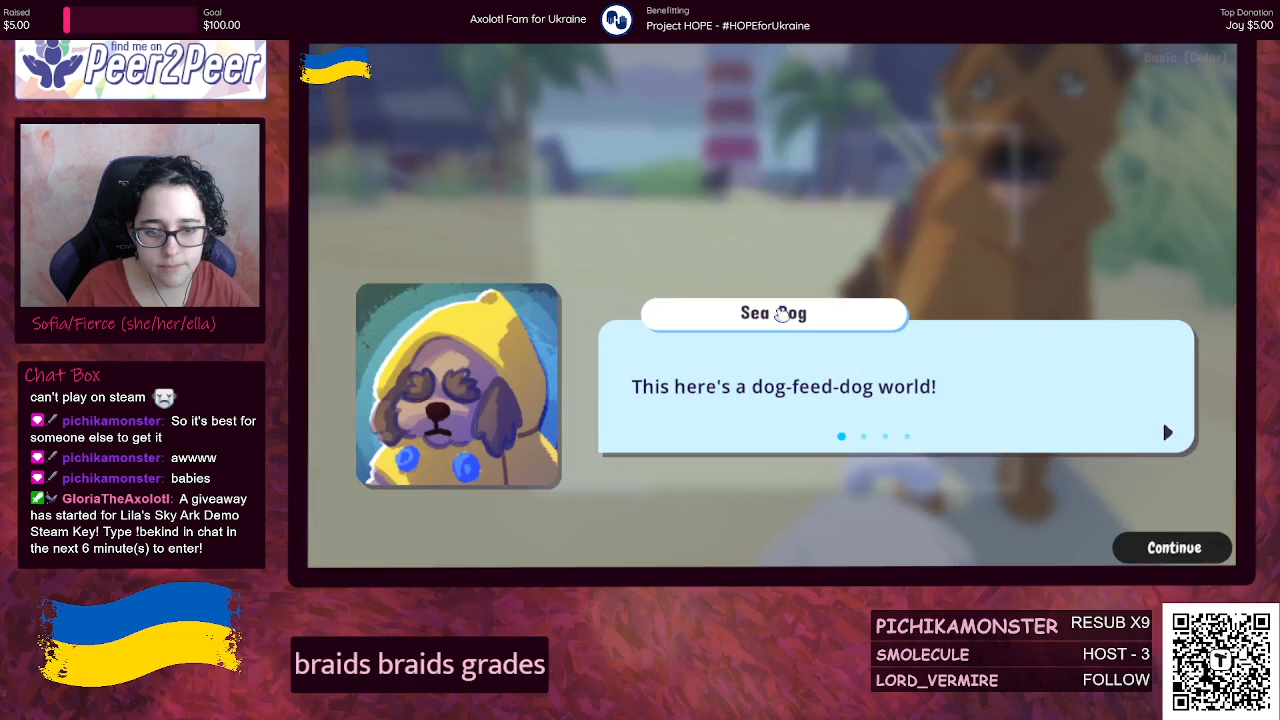 Raised
$5.00
Goal
$100.00
Axolotl Fam for Ukraine
Benefitting
Project HOPE - #HOPEforUkraine
Top Donation
Joy $5.00
find me on
Peer2Peer
Basic (Color)
Sofia/Fierce (she/her/ella)
Chat Box
can't play on steam
pichikamonster: So it's best for
someone else to get it
pichikamonster: awwww
pichikamonster: babies
GloriaTheAxolotl: A giveaway
has started for Lila's Sky Ark Demo
Steam Key! Type !bekind in chat in
the next 6 minute(s) to enter!
Sea Dog
This here's a dog-feed-dog world!
Continue
braids braids grades
PICHIKAMONSTER RESUB X9
SMOLECULE HOST - 3
LORD_VERMIRE FOLLOW
T